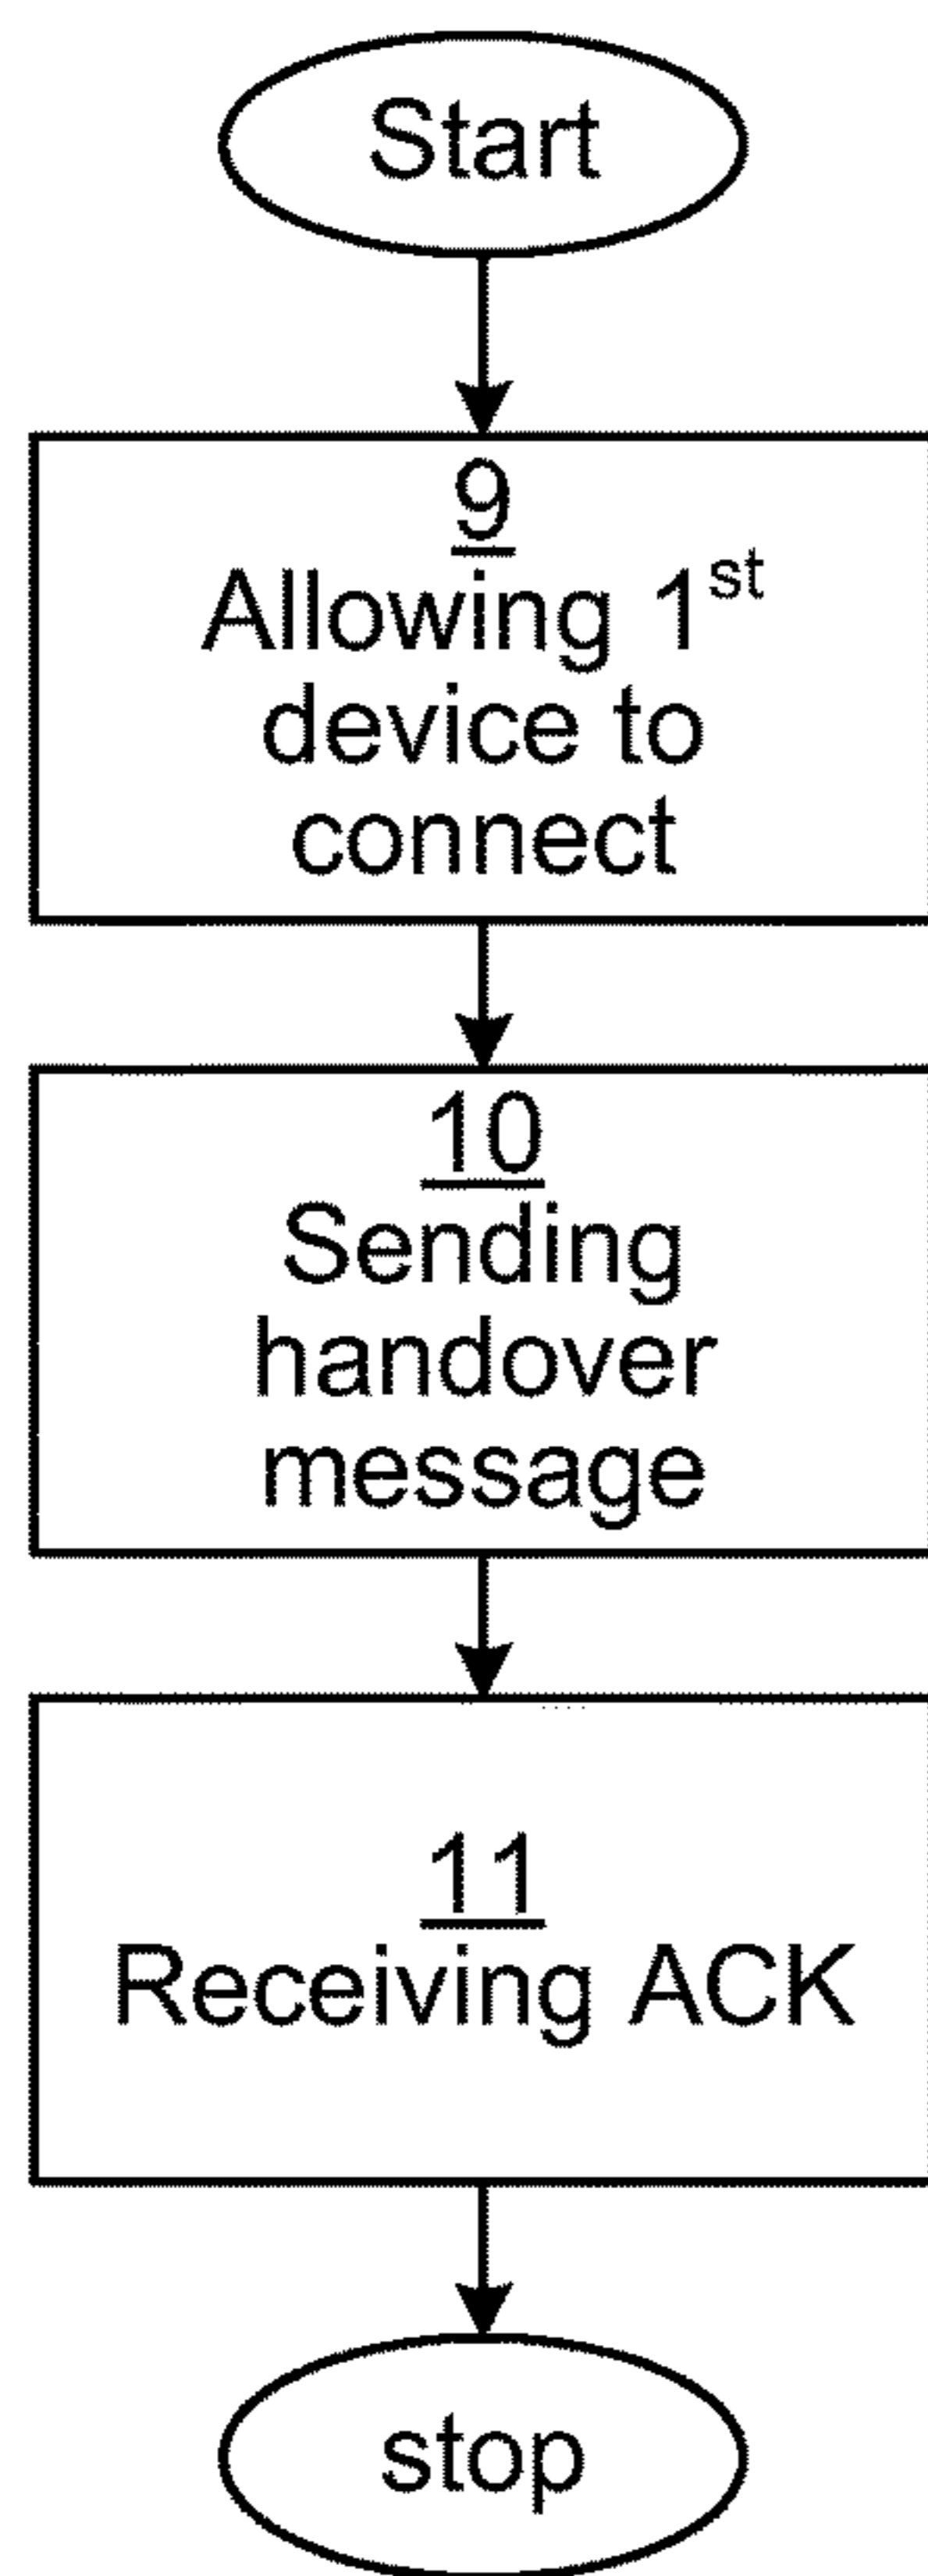 Start
9
Allowing 1st
device to
connect
10
Sending
handover
message
11
Receiving ACK
stop